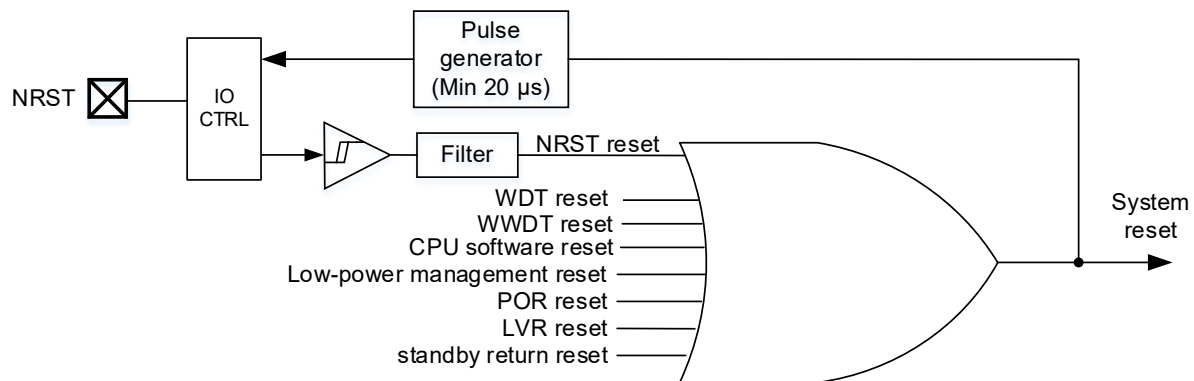 Pulse
generator
(Min 20 µs)
NRST
IO
CTRL
Filter
NRST reset
WDT reset
WWDT reset
CPU software reset
Low-power management reset
POR reset
LVR reset
standby return reset
System
reset